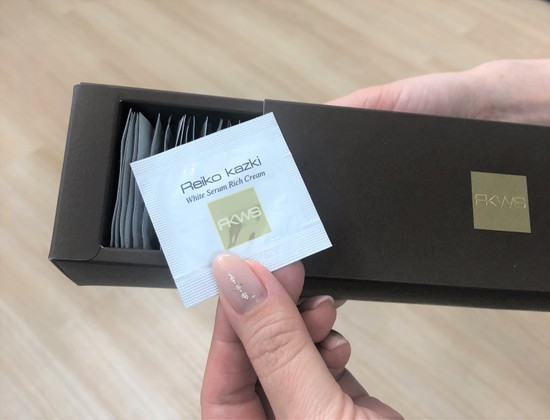 Reiko kazki
White Serum Rich Cream
RKWS
RKWS